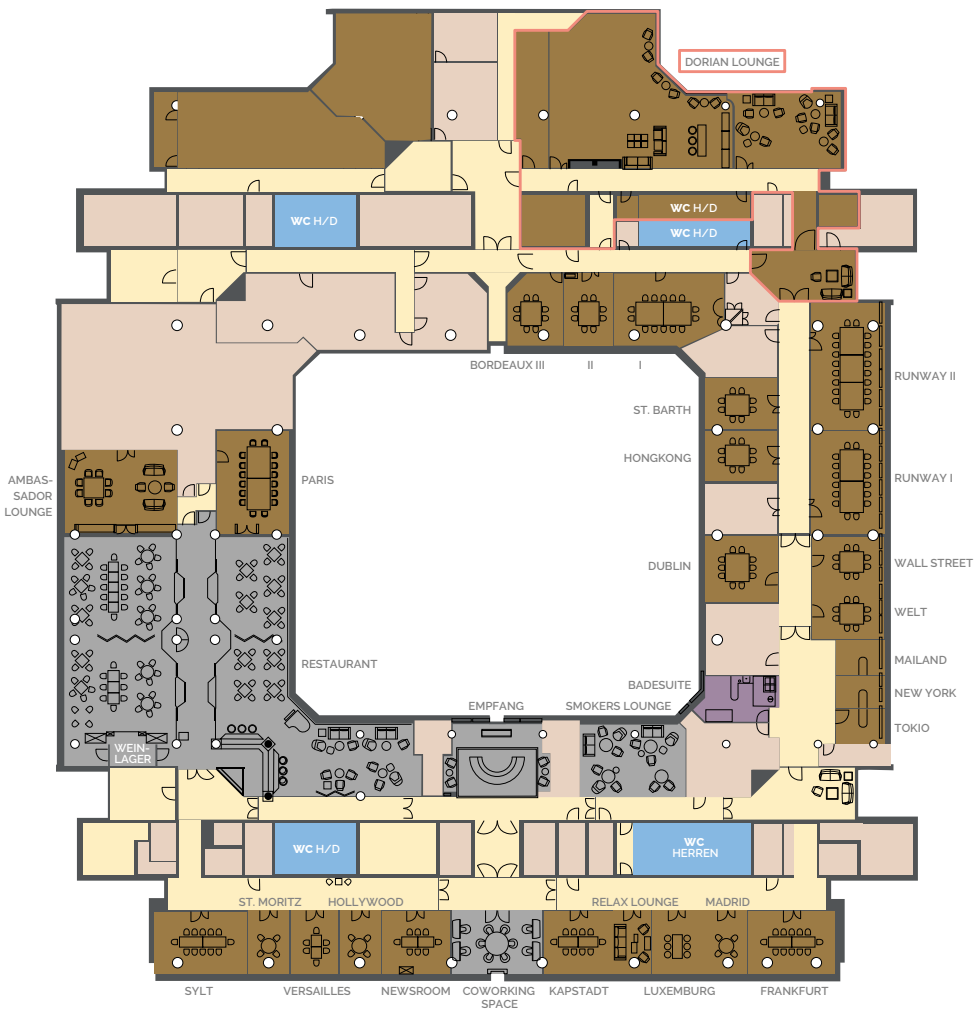 DORIAN LOUNGE
WC H/D
WC H/D
WC H/D
BORDEAUX III
II
I
RUNWAY II
ST. BARTH
HONGKONG
AMBAS-
SADOR
LOUNGE
PARIS
RUNWAY I
DUBLIN
WALL STREET
WELT
RESTAURANT
MAILAND
BADESUITE
NEW YORK
EMPFANG
SMOKERS LOUNGE
TOKIO
WEIN-
LAGER
WC H/D
WC
HERREN
ST. MORITZ
HOLLYWOOD
RELAX LOUNGE
MADRID
SYLT
VERSAILLES
NEWSROOM
COWORKING
SPACE
KAPSTADT
LUXEMBURG
FRANKFURT